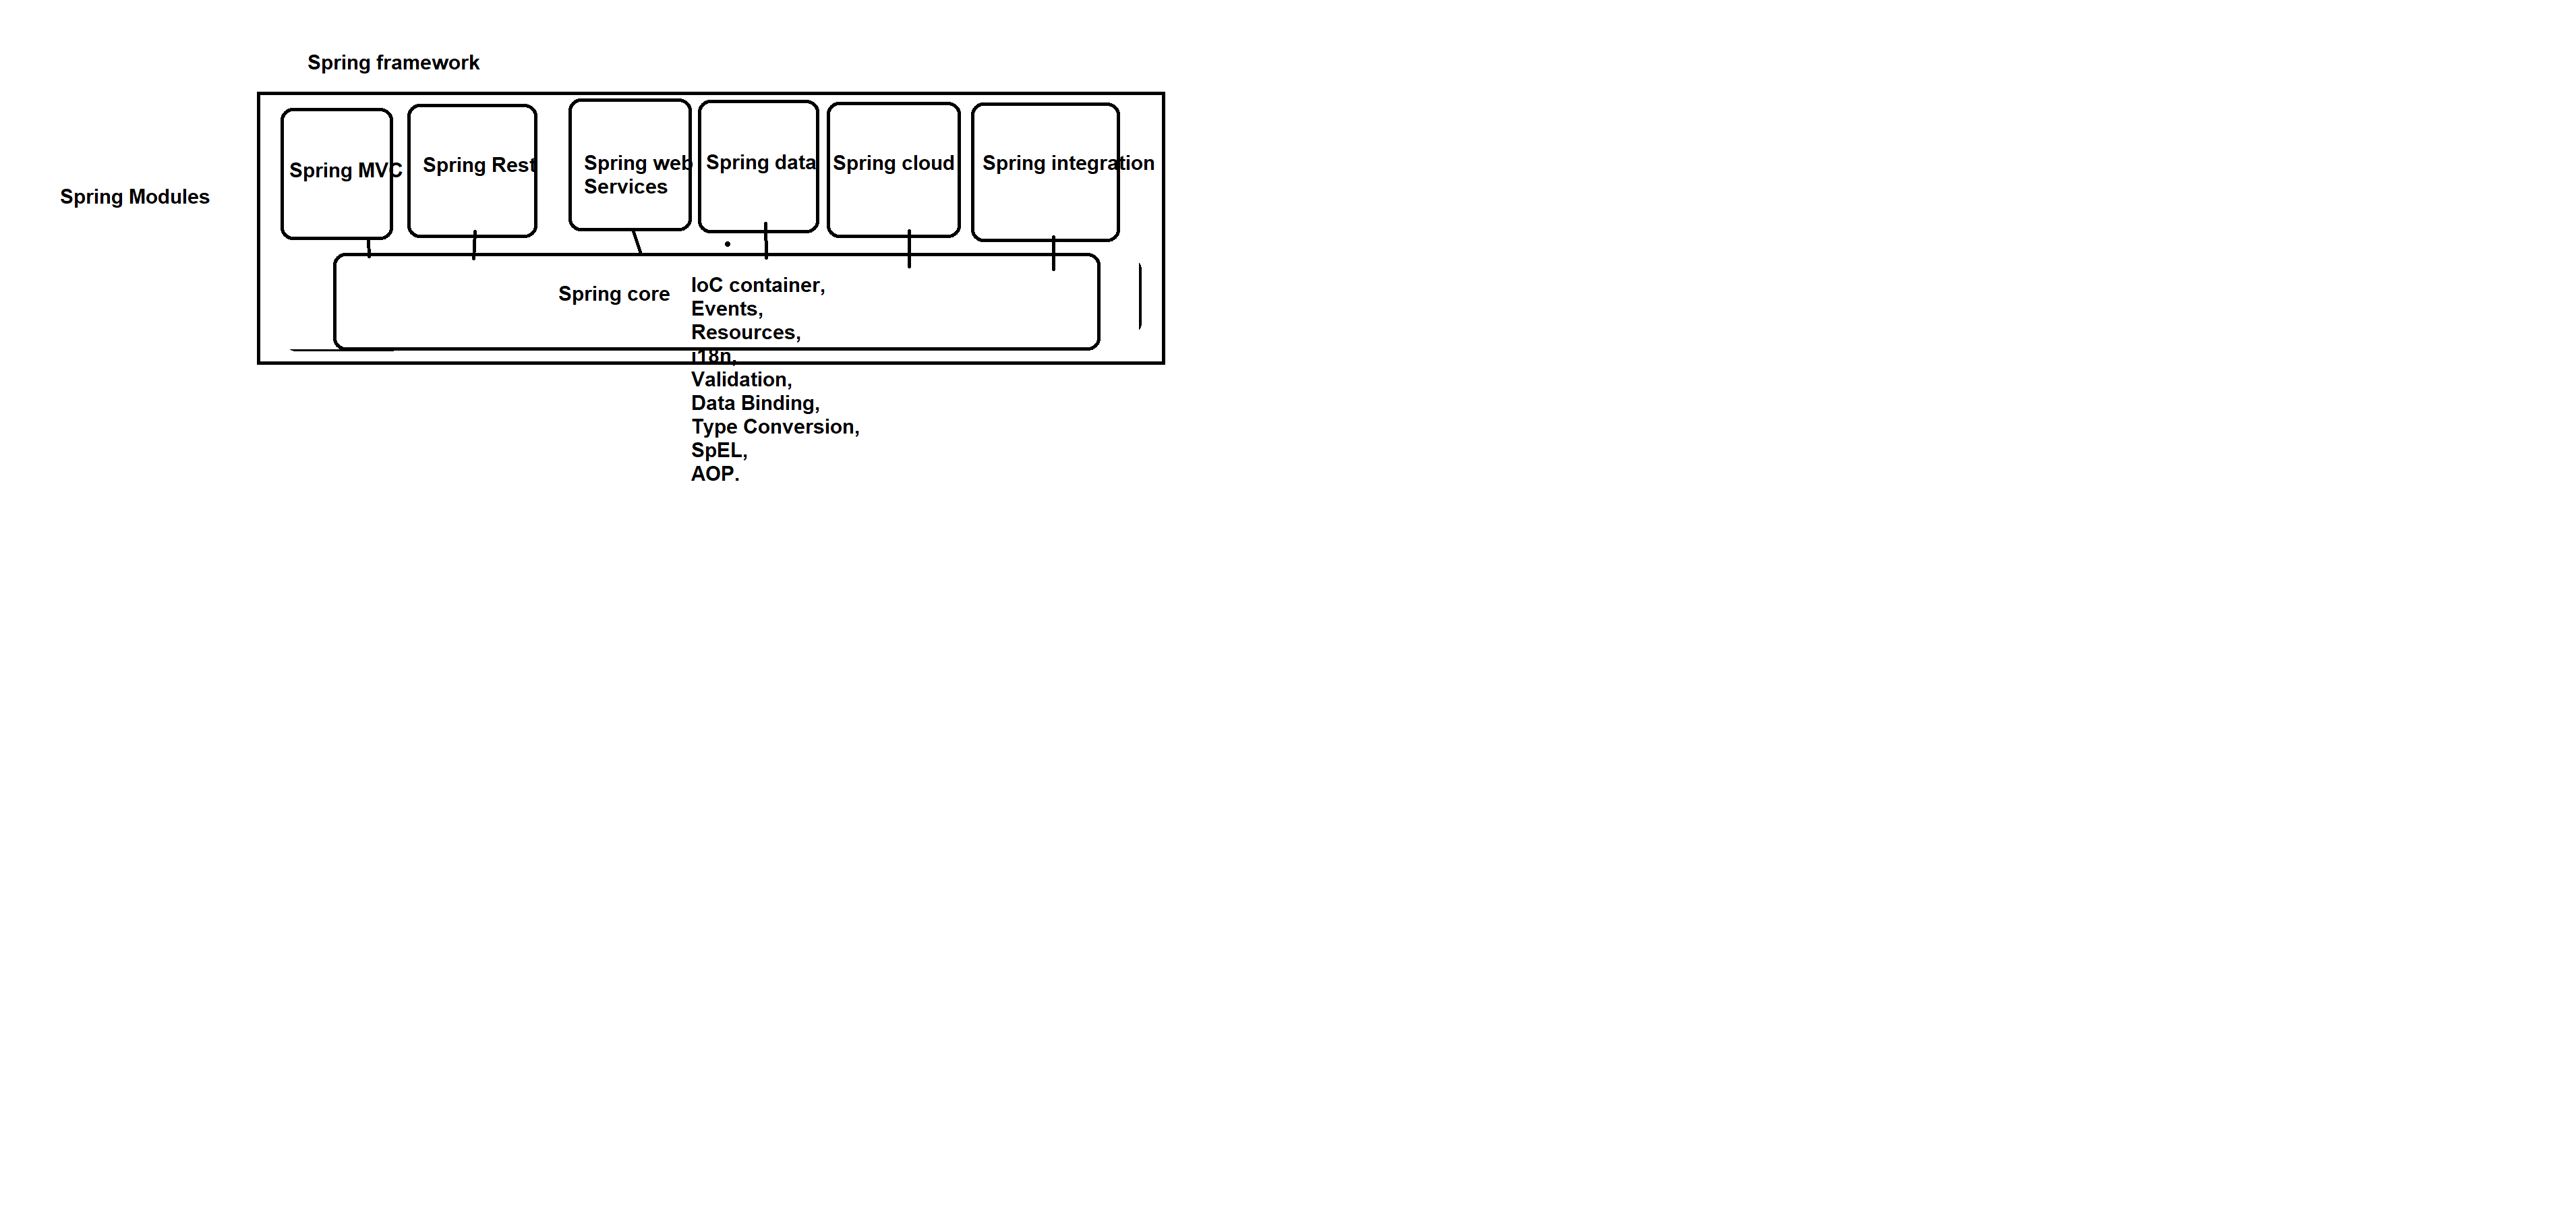 Spring framework
Spring Modules
Spring MVC
Spring Rest
Spring web
Services
Spring data
Spring cloud
Spring integration
Spring core
IoC container,
Events,
Resources,
i18n,
Validation,
Data Binding,
Type Conversion,
SpEL,
AOP.